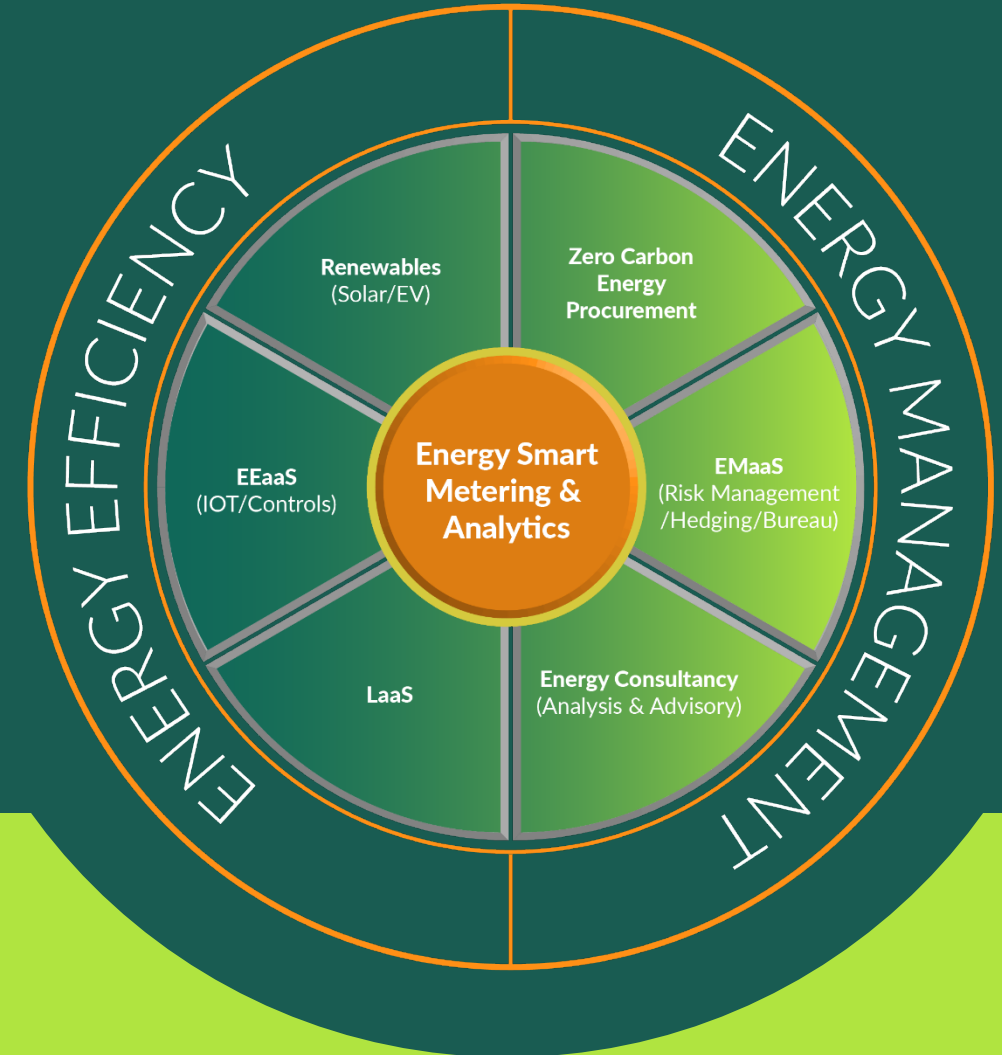 ENERGY EFFICIENCY
ENERGY MANAGEMENT
Renewables
(Solar/EV)
Zero Carbon
Energy
Procurement
EEaaS
(IOT/Controls)
Energy Smart
Metering &
Analytics
EMaaS
(Risk Management
/Hedging/Bureau)
LaaS
Energy Consultancy
(Analysis & Advisory)